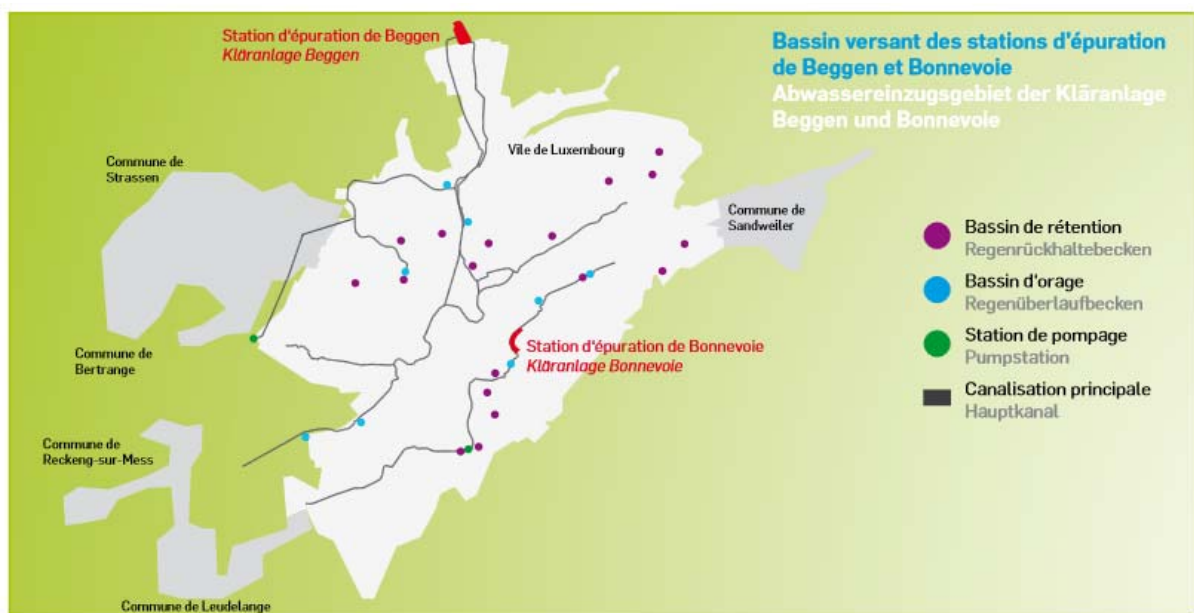 Station d'épuration de Beggen
Kläranlage Beggen
Bassin versant des stations d'épuration
de Beggen et Bonnevoie
Abwassereinzugsgebiet der Kläranlage
Beggen und Bonnevoie
Commune de
Strassen
Ville de Luxembourg
Commune de
Sandweiler
Bassin de rétention
Regenrückhaltebecken
Bassin d'orage
Regenüberlaufbecken
Station de pompage
Pumpstation
Canalisation principale
Hauptkanal
Station d'épuration de Bonnevoie
Kläranlage Bonnevoie
Commune de
Bertrange
Commune de
Reckeng-sur-Mess
Commune de Leudelange